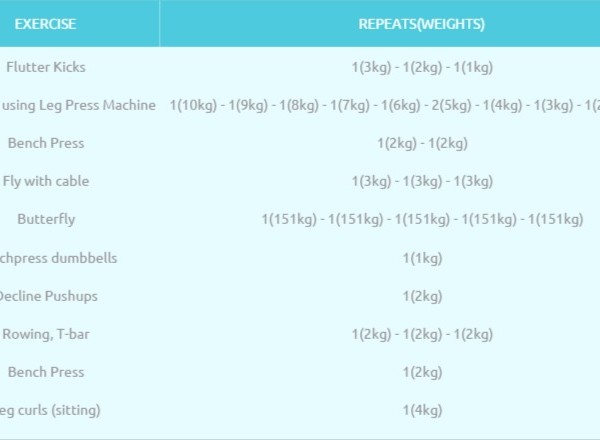 EXERCISE REPEATS(WEIGHTS)
Flutter Kicks 1(3kg) - 1(2kg) - 1(1kg)
using Leg Press Machine 1(10kg) - 1(9kg) - 1(8kg) - 1(7kg) - 1(6kg) - 2(5kg) - 1(4kg) - 1(3kg) - 1(2
Bench Press 1(2kg) - 1(2kg)
Fly with cable 1(3kg) - 1(3kg) - 1(3kg)
Butterfly 1(151kg) - 1(151kg) - 1(151kg) - 1(151kg) - 1(151kg)
chpress dumbbells 1(1kg)
Decline Pushups 1(2kg)
Rowing, T-bar 1(2kg) - 1(2kg) - 1(2kg)
Bench Press 1(2kg)
eg curls (sitting) 1(4kg)